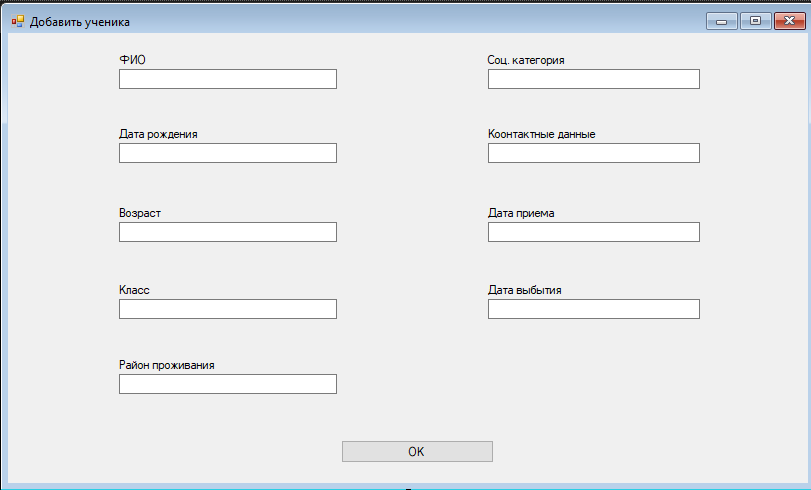 Добавить ученика
ФИО
Соц. категория
Дата рождения
Коонтактные данные
Возраст
Дата приема
Класс
Дата выбытия
Район проживания
OK